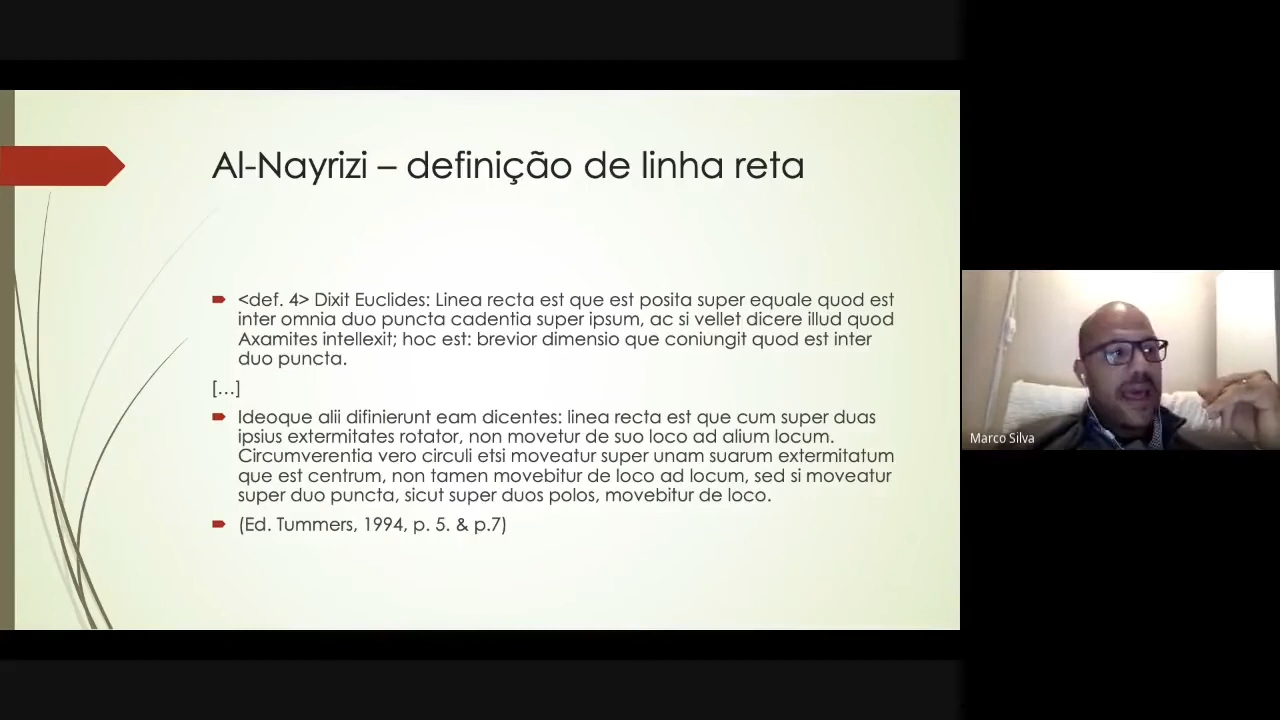 Al-Nayrizi – definição de linha reta
<def. 4> Dixit Euclides: Linea recta est que est posita super equale quod est
inter omnia duo puncta cadentia super ipsum, ac si vellet dicere illud quod
Axamites intellexit; hoc est: brevior dimensio que coniungit quod est inter
duo puncta.
[…]
Ideoque alii difinierunt eam dicentes: linea recta est que cum super duas
ipsius extermitates rotator, non movetur de suo loco ad alium locum.
Circumverentia vero circuli etsi moveatur super unam suarum extermitatum
que est centrum, non tamen movebitur de loco ad locum, sed si moveatur
super duo puncta, sicut super duos polos, movebitur de loco.
(Ed. Tummers, 1994, p. 5. & p.7)
Marco Silva